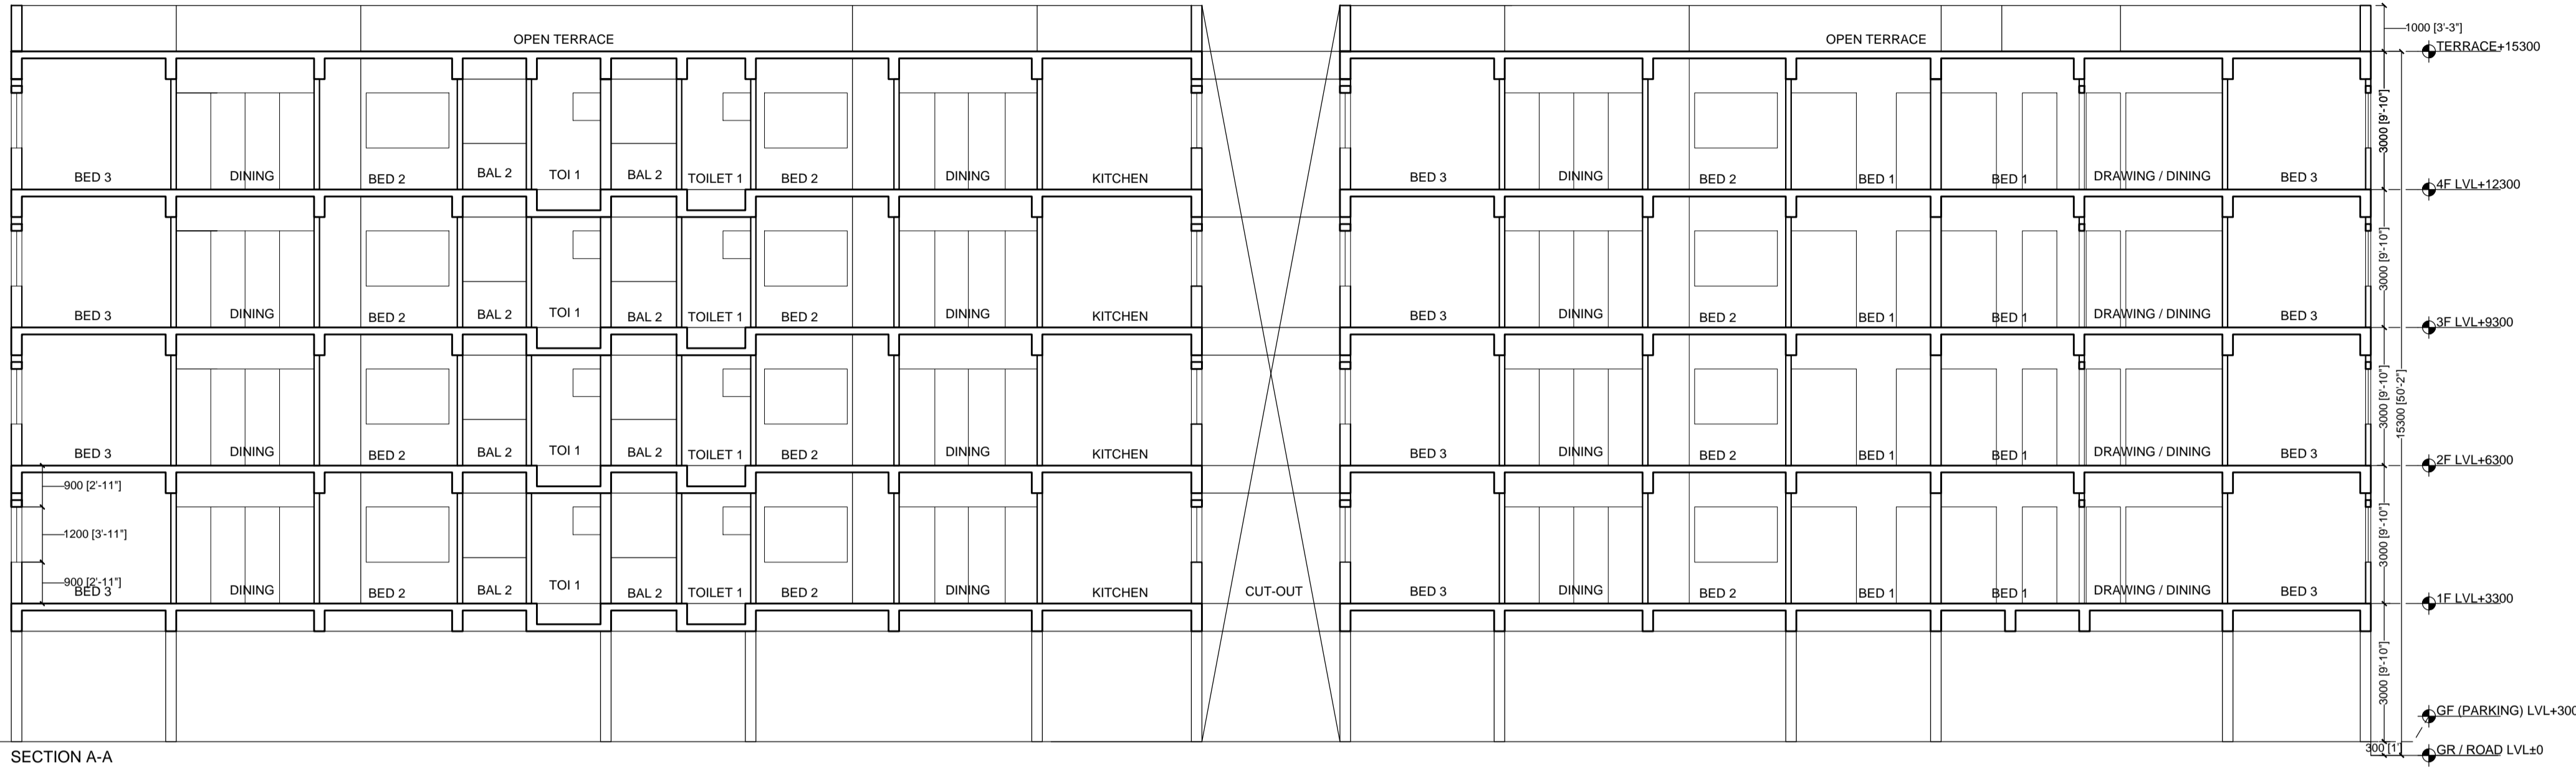 OPEN TERRACE
OPEN TERRACE
1000 [3'-3"]
TERRACE+15300
BED 3 DINING BED 2 BAL 2 TOI 1 BAL 2 TOILET 1 BED 2 DINING KITCHEN BED 3 DINING BED 2 BED 1 BED 1 DRAWING / DINING BED 3
3000 [9'-10"]
4F LVL+12300
BED 3 DINING BED 2 BAL 2 TOI 1 BAL 2 TOILET 1 BED 2 DINING KITCHEN BED 3 DINING BED 2 BED 1 BED 1 DRAWING / DINING BED 3
3000 [9'-10"]
3F LVL+9300
BED 3 DINING BED 2 BAL 2 TOI 1 BAL 2 TOILET 1 BED 2 DINING KITCHEN BED 3 DINING BED 2 BED 1 BED 1 DRAWING / DINING BED 3
3000 [9'-10"]
15300 [50'-2"]
2F LVL+6300
900 [2'-11"]
1200 [3'-11"]
900 [2'-11"]
BED 3 DINING BED 2 BAL 2 TOI 1 BAL 2 TOILET 1 BED 2 DINING KITCHEN CUT-OUT BED 3 DINING BED 2 BED 1 BED 1 DRAWING / DINING BED 3
3000 [9'-10"]
1F LVL+3300
3000 [9'-10"]
GF (PARKING) LVL+300
300 [1']
GR / ROAD LVL±0
SECTION A-A